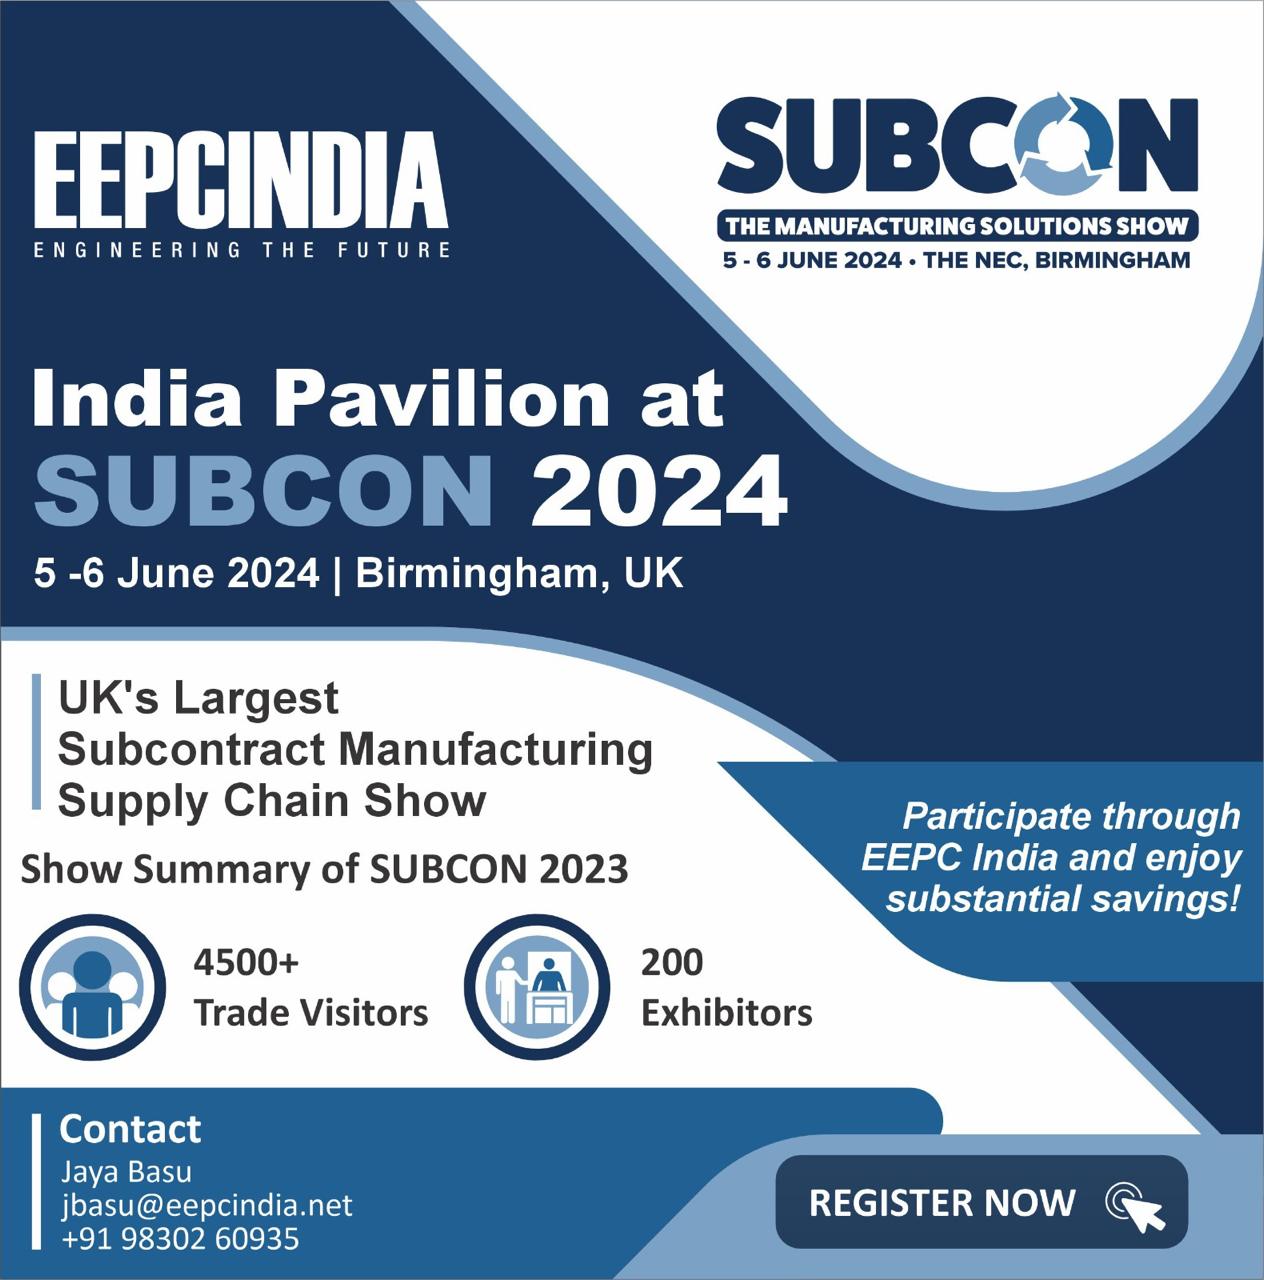 EEPCINDIA
ENGINEERING THE FUTURE
SUBCON
THE MANUFACTURING SOLUTIONS SHOW
5 - 6 JUNE 2024 • THE NEC, BIRMINGHAM
India Pavilion at
SUBCON 2024
5 -6 June 2024 | Birmingham, UK
UK's Largest
Subcontract Manufacturing
Supply Chain Show
Participate through
EEPC India and enjoy
substantial savings!
Show Summary of SUBCON 2023
4500+
Trade Visitors
200
Exhibitors
Contact
Jaya Basu
jbasu@eepcindia.net
+91 98302 60935
REGISTER NOW